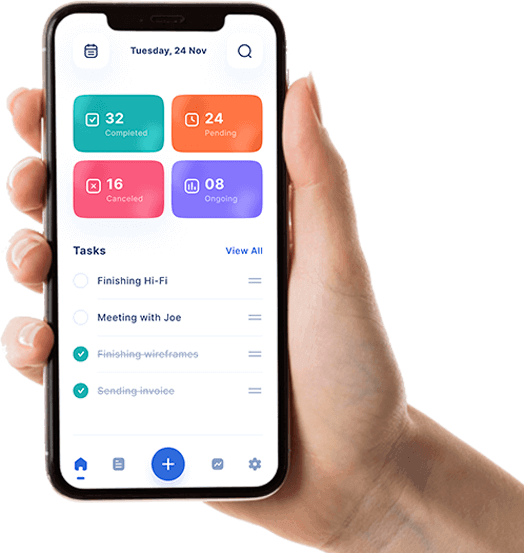 Tuesday, 24 Nov
32
Completed
24
Pending
16
Canceled
08
Ongoing
Tasks
View All
Finishing Hi-Fi
Meeting with Joe
Finishing wireframes
Sending invoice